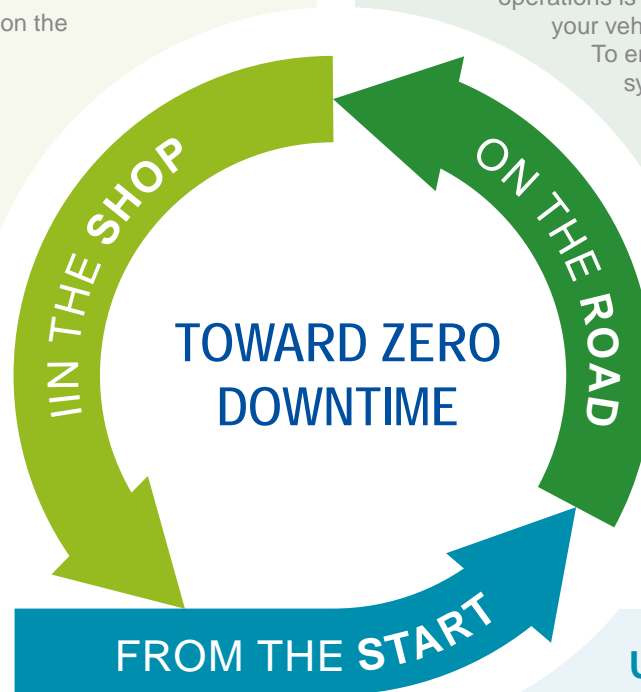 on the
operations is
your veh
To en
sy
IIN THE SHOP
ON THE ROAD
TOWARD ZERO
DOWNTIME
FROM THE START
U